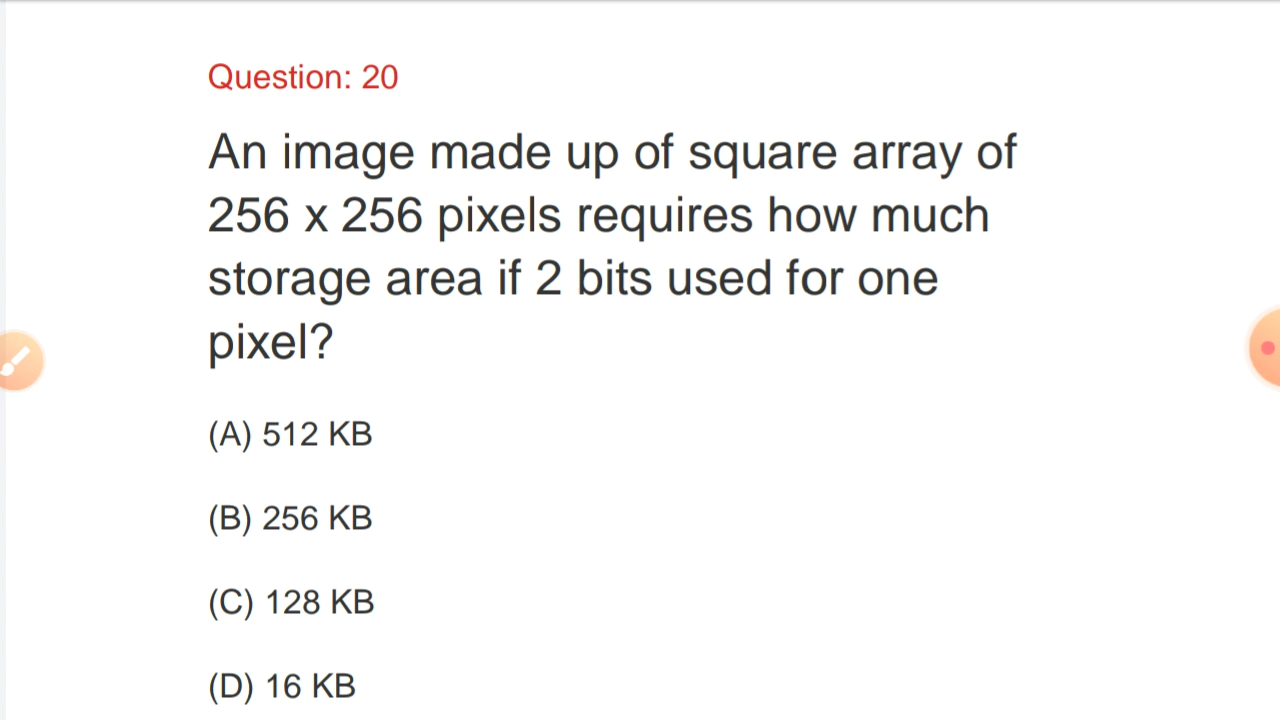 Question: 20
An image made up of square array of
256 x 256 pixels requires how much
storage area if 2 bits used for one
pixel?
(A) 512 KB
(B) 256 KB
(C) 128 KB
(D) 16 KB